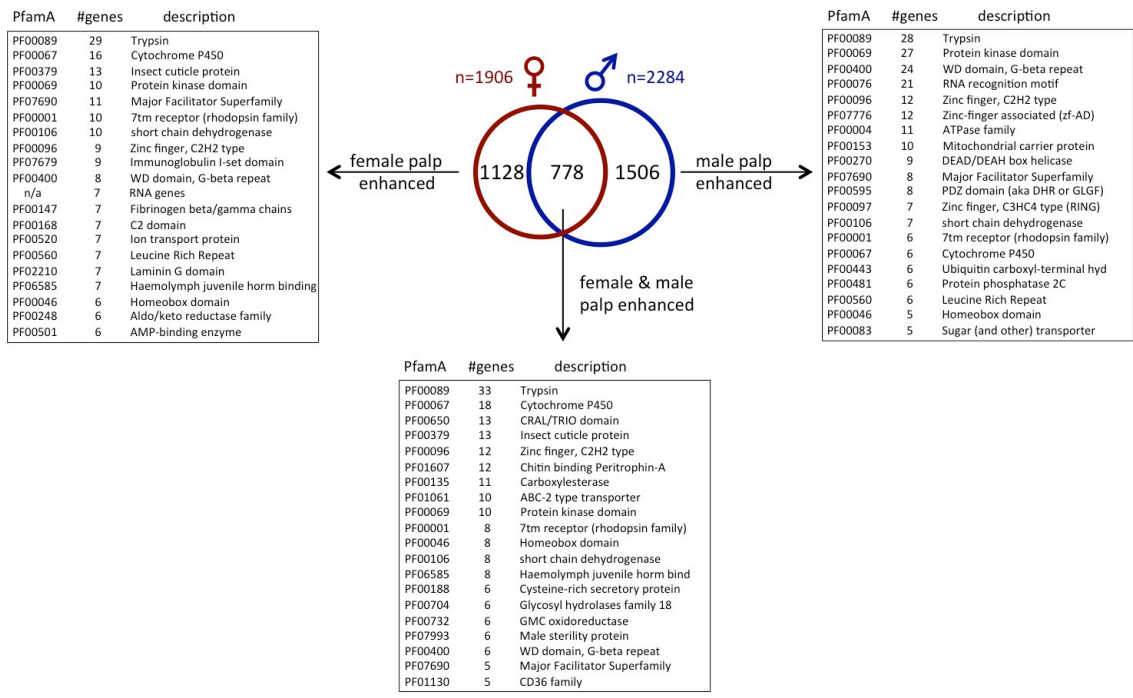 PfamA #genes description
PF00089 29 Trypsin
PF00067 16 Cytochrome P450
PF00379 13 Insect cuticle protein
PF00069 10 Protein kinase domain
PF07690 11 Major Facilitator Superfamily
PF00001 10 7tm receptor (rhodopsin family)
PF00106 10 short chain dehydrogenase
PF00096 9 Zinc finger, C2H2 type
PF07679 9 Immunoglobulin I-set domain
PF00400 8 WD domain, G-beta repeat
n/a 7 RNA genes
PF00147 7 Fibrinogen beta/gamma chains
PF00168 7 C2 domain
PF00520 7 Ion transport protein
PF00560 7 Leucine Rich Repeat
PF02210 7 Laminin G domain
PF06585 7 Haemolymph juvenile horm binding
PF00046 6 Homeobox domain
PF00248 6 Aldo/keto reductase family
PF00501 6 AMP-binding enzyme
n=1906 ♀ ♂ n=2284
female palp
enhanced
1128 778 1506
male palp
enhanced
female & male
palp enhanced
PfamA #genes description
PF00089 28 Trypsin
PF00069 27 Protein kinase domain
PF00400 24 WD domain, G-beta repeat
PF00076 21 RNA recognition motif
PF00096 12 Zinc finger, C2H2 type
PF07776 12 Zinc-finger associated (zf-AD)
PF00004 11 ATPase family
PF00153 10 Mitochondrial carrier protein
PF00270 9 DEAD/DEAH box helicase
PF07690 8 Major Facilitator Superfamily
PF00595 8 PDZ domain (aka DHR or GLGF)
PF00097 7 Zinc finger, C3HC4 type (RING)
PF00106 7 short chain dehydrogenase
PF00001 6 7tm receptor (rhodopsin family)
PF00067 6 Cytochrome P450
PF00443 6 Ubiquitin carboxyl-terminal hyd
PF00481 6 Protein phosphatase 2C
PF00560 6 Leucine Rich Repeat
PF00046 5 Homeobox domain
PF00083 5 Sugar (and other) transporter
PfamA #genes description
PF00089 33 Trypsin
PF00067 18 Cytochrome P450
PF00650 13 CRAL/TRIO domain
PF00379 13 Insect cuticle protein
PF00096 12 Zinc finger, C2H2 type
PF01607 12 Chitin binding Peritrophin-A
PF00135 11 Carboxylesterase
PF01061 10 ABC-2 type transporter
PF00069 10 Protein kinase domain
PF00001 8 7tm receptor (rhodopsin family)
PF00046 8 Homeobox domain
PF00106 8 short chain dehydrogenase
PF06585 8 Haemolymph juvenile horm bind
PF00188 6 Cysteine-rich secretory protein
PF00704 6 Glycosyl hydrolases family 18
PF00732 6 GMC oxidoreductase
PF07993 6 Male sterility protein
PF00400 6 WD domain, G-beta repeat
PF07690 5 Major Facilitator Superfamily
PF01130 5 CD36 family